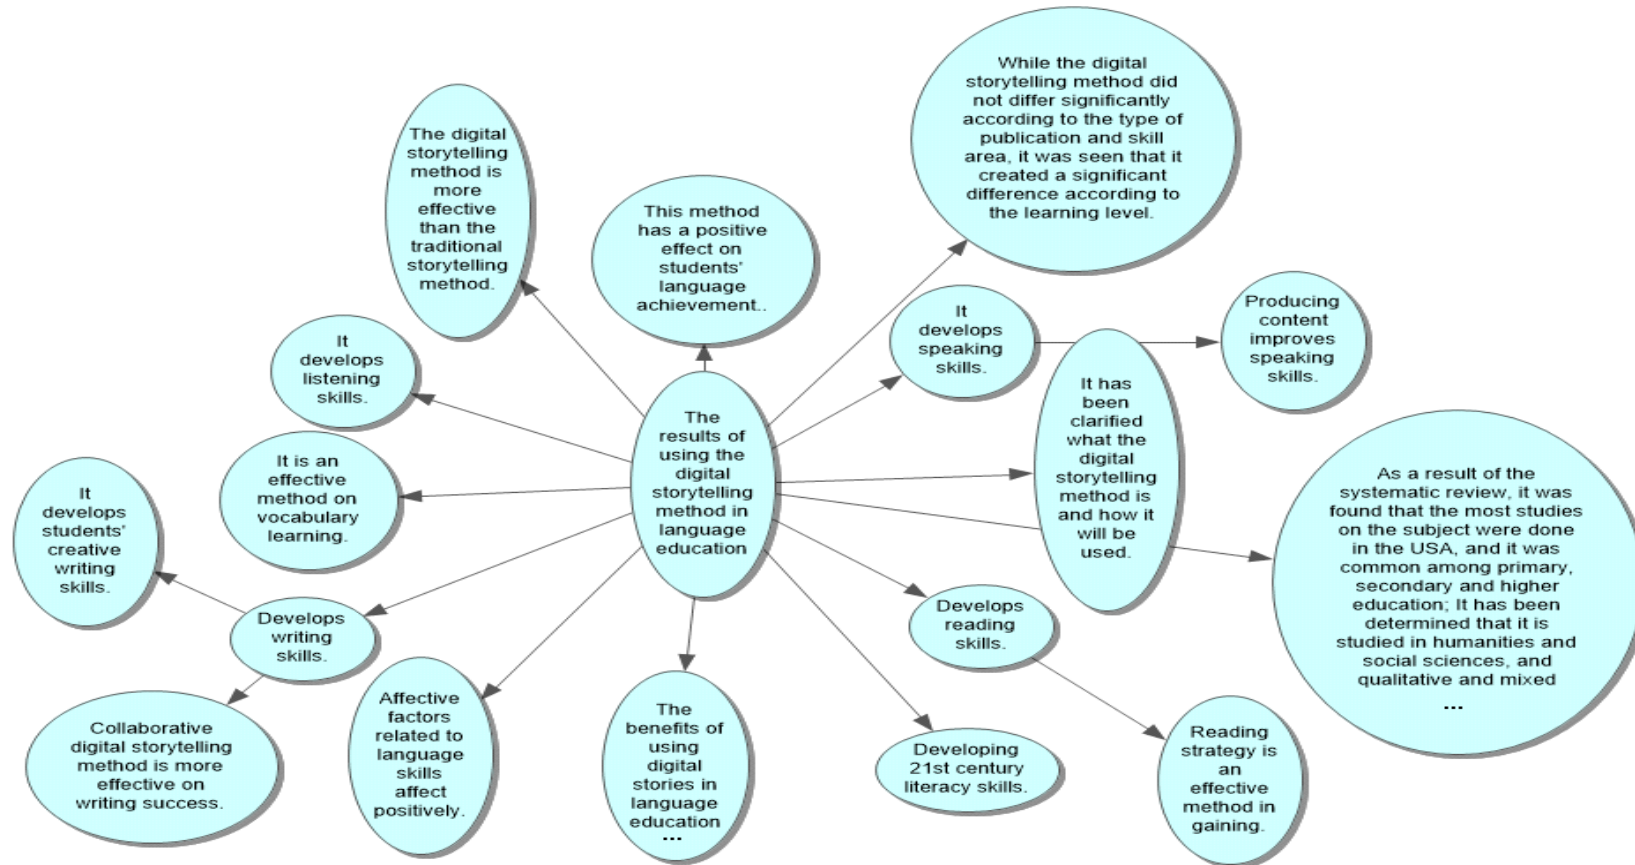 While the digital
storytelling method did
not differ significantly
according to the type of
publication and skill
area, it was seen that it
created a significant
difference according to
the learning level.
The digital
storytelling
method is
more
effective
than the
traditional
storytelling
method.
This method
has a positive
effect on
students'
language
achievement..
It
develops
speaking
skills.
Producing
content
improves
speaking
skills.
It
develops
listening
skills.
The
results of
using the
digital
storytelling
method in
language
education
It has
been
clarified
what the
digital
storytelling
method is
and how it
will be
used.
As a result of the
systematic review, it was
found that the most studies
on the subject were done
in the USA, and it was
common among primary,
secondary and higher
education; It has been
determined that it is
studied in humanities and
social sciences, and
qualitative and mixed
...
It is an
effective
method on
vocabulary
learning.
It
develops
students'
creative
writing
skills.
Develops
writing
skills.
Develops
reading
skills.
Collaborative
digital storytelling
method is more
effective on
writing success.
Affective
factors
related to
language
skills
affect
positively.
The
benefits of
using
digital
stories in
language
education
...
Developing
21st century
literacy skills.
Reading
strategy is
an
effective
method in
gaining.